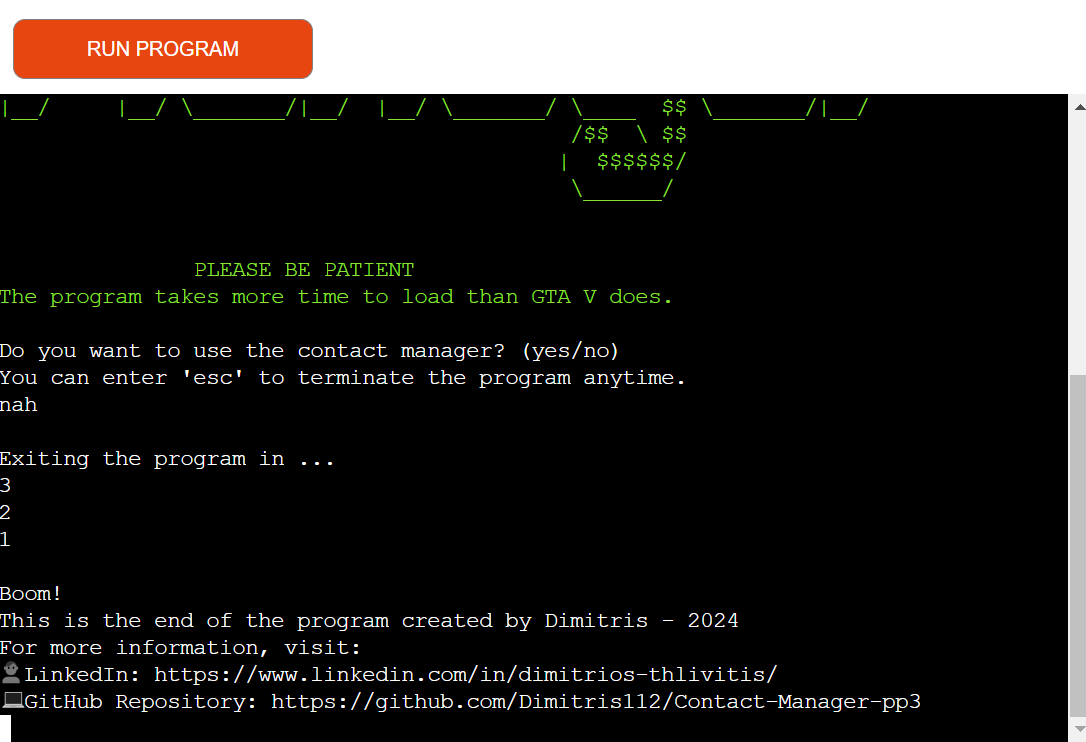 RUN PROGRAM
|__/     |__/ \_______/|__/  |__/ \_______/ \____  $$ \_______/|__/
/$$  \ $$
|  $$$$$$/
\______/
PLEASE BE PATIENT
The program takes more time to load than GTA V does.
Do you want to use the contact manager? (yes/no)
You can enter 'esc' to terminate the program anytime.
nah
Exiting the program in ...
3
2
1
Boom!
This is the end of the program created by Dimitris - 2024
For more information, visit:
LinkedIn: https://www.linkedin.com/in/dimitrios-thlivitis/
GitHub Repository: https://github.com/Dimitris112/Contact-Manager-pp3